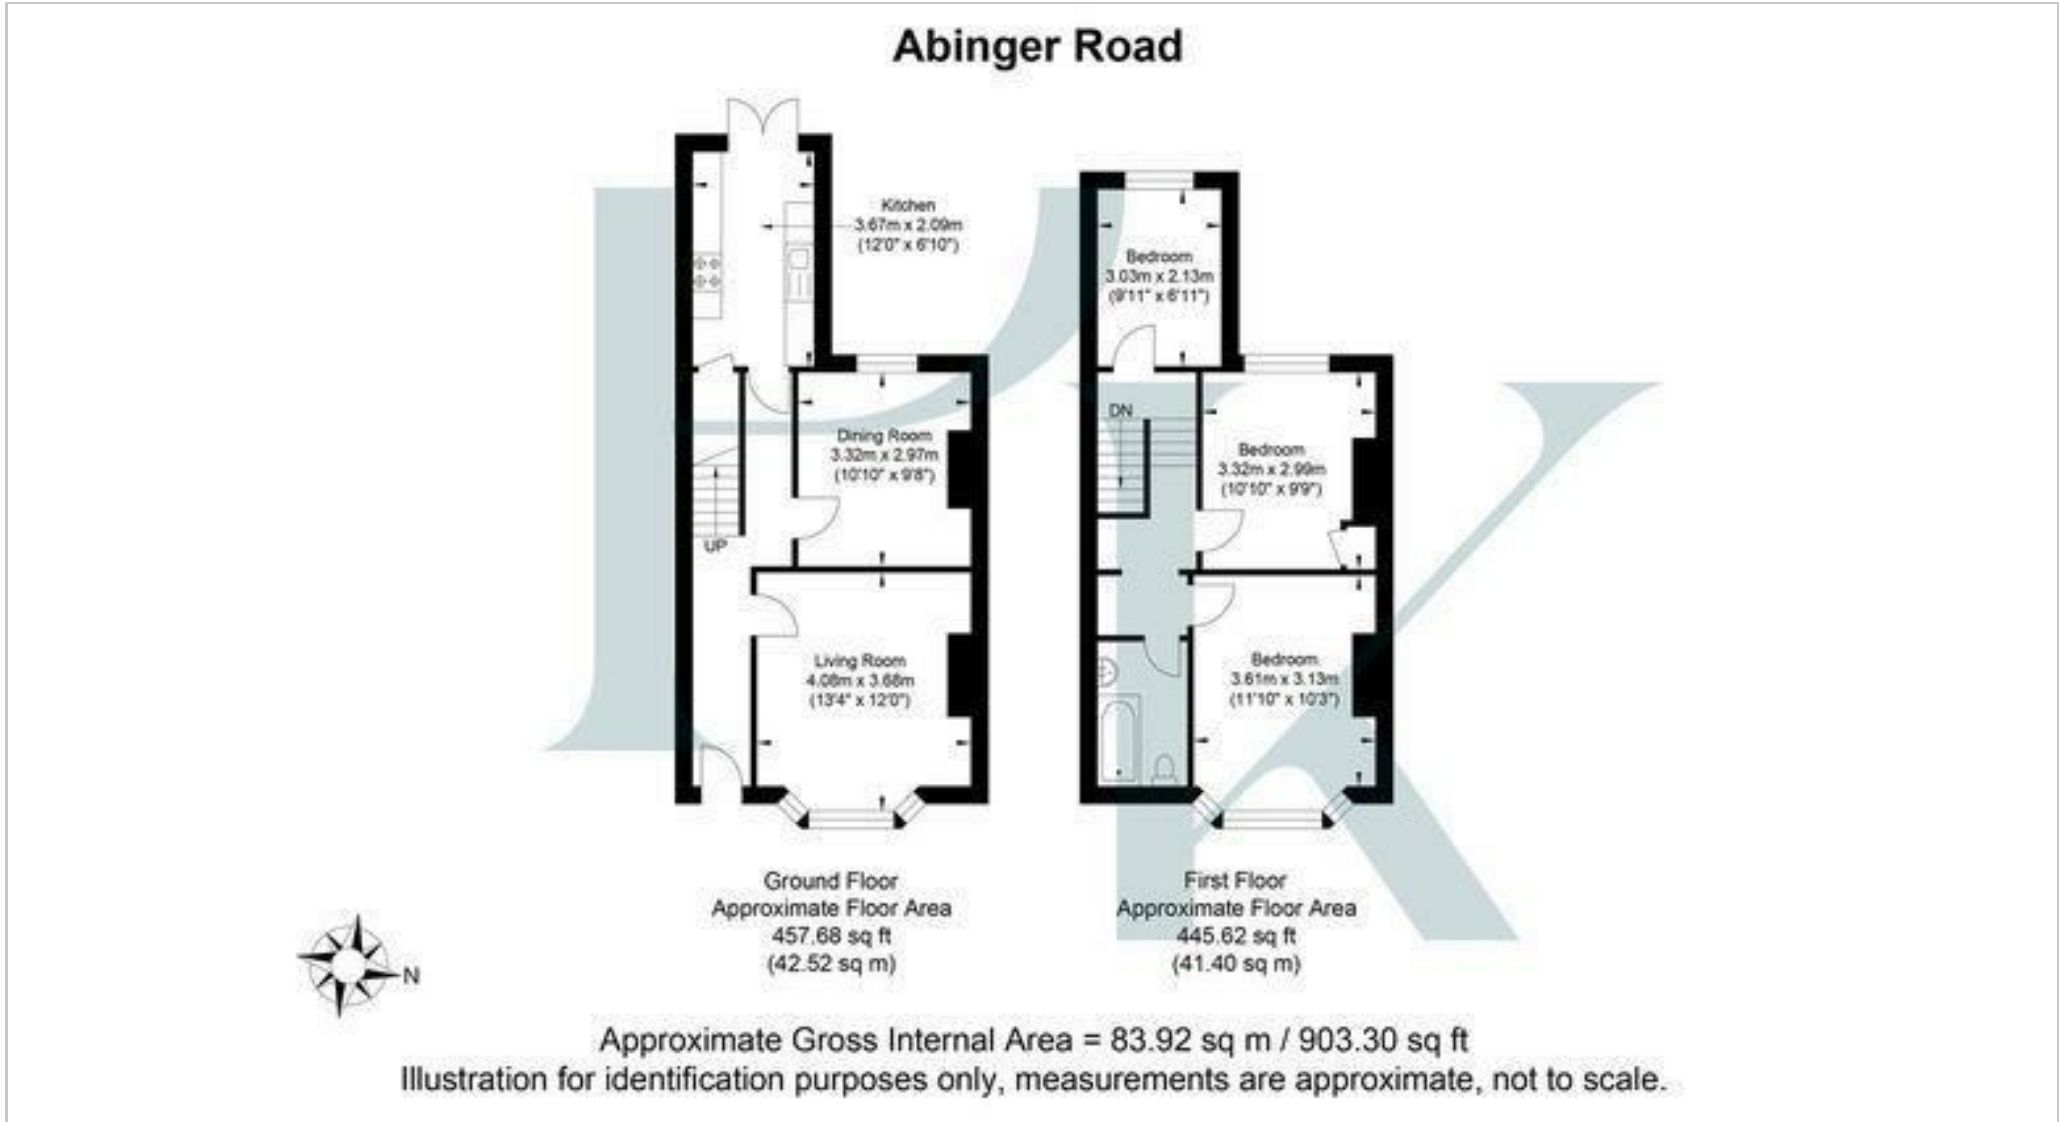 Abinger Road
Kitchen
3.67m x 2.09m
(12'0" x 6'10")
Dining Room
3.32m x 2.97m
(10'10" x 9'8")
UP
Living Room
4.08m x 3.68m
(13'4" x 12'0")
Bedroom
3.03m x 2.13m
(9'11" x 6'11")
DN
Bedroom
3.32m x 2.99m
(10'10" x 9'9")
Bedroom
3.61m x 3.13m
(11'10" x 10'3")
Ground Floor
Approximate Floor Area
457.68 sq ft
(42.52 sq m)
First Floor
Approximate Floor Area
445.62 sq ft
(41.40 sq m)
N
Approximate Gross Internal Area = 83.92 sq m / 903.30 sq ft
Illustration for identification purposes only, measurements are approximate, not to scale.